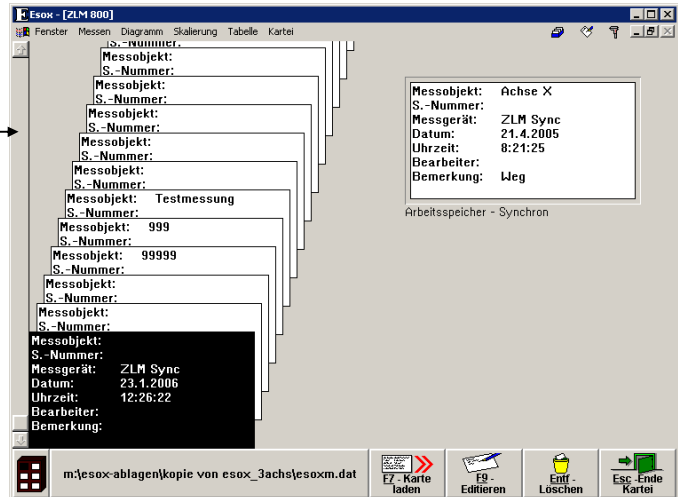 Esox - [ZLM 800]
Fenster Messen Diagramm Skalierung Tabelle Kartei
S.-Nummer:
Messobjekt:
S.-Nummer:
Messobjekt:
S.-Nummer:
Messobjekt:
S.-Nummer:
Messobjekt:
S.-Nummer:
Messobjekt:
S.-Nummer:
Messobjekt: Testmessung
S.-Nummer:
Messobjekt: 999
S.-Nummer:
Messobjekt: 99999
S.-Nummer:
Messobjekt:
S.-Nummer:
Messobjekt:
S.-Nummer:
Messobjekt:
S.-Nummer:
Messgerät: ZLM Sync
Datum: 23.1.2006
Uhrzeit: 12:26:22
Bearbeiter:
Bemerkung:
Messobjekt: Achse X
S.-Nummer:
Messgerät: ZLM Sync
Datum: 21.4.2005
Uhrzeit: 8:21:25
Bearbeiter:
Bemerkung: Weg
Arbeitsspeicher - Synchron
m:\esox-ablagen\kopie von esox_3achs\esoxm.dat
F7 - Karte
laden
F9 -
Editieren
Entf -
Löschen
Esc -Ende
Kartei